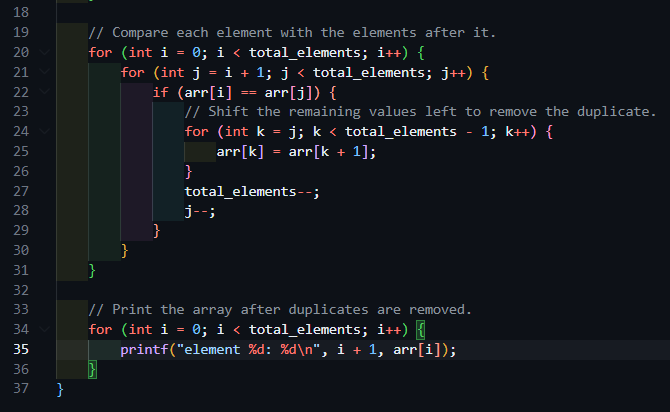 18
19 // Compare each element with the elements after it.
20 for (int i = 0; i < total_elements; i++) {
21 for (int j = i + 1; j < total_elements; j++) {
22 if (arr[i] == arr[j]) {
23 // Shift the remaining values left to remove the duplicate.
24 for (int k = j; k < total_elements - 1; k++) {
25 arr[k] = arr[k + 1];
26 }
27 total_elements--;
28 j--;
29 }
30 }
31 }
32
33 // Print the array after duplicates are removed.
34 for (int i = 0; i < total_elements; i++) {
35 printf("element %d: %d\n", i + 1, arr[i]);
36 }
37 }